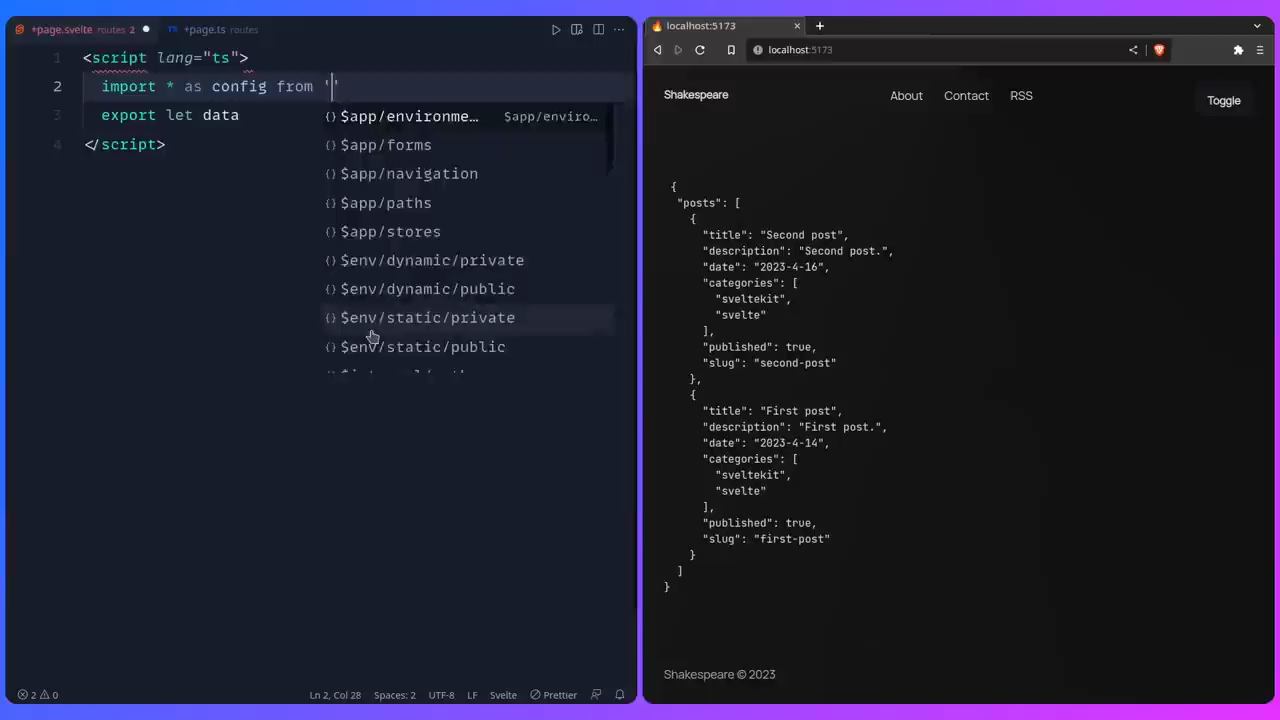 +page.svelte routes 2
+page.ts routes
1 <script lang="ts">
2 import * as config from ''
3 export let data
4 </script>
{} $app/environme… $app/enviro…
{} $app/forms
{} $app/navigation
{} $app/paths
{} $app/stores
{} $env/dynamic/private
{} $env/dynamic/public
{} $env/static/private
{} $env/static/public
2 0
Ln 2, Col 28
Spaces: 2
UTF-8
LF
Svelte
Prettier
localhost:5173
localhost:5173
Shakespeare
About
Contact
RSS
Toggle
{
"posts": [
{
"title": "Second post",
"description": "Second post.",
"date": "2023-4-16",
"categories": [
"sveltekit",
"svelte"
],
"published": true,
"slug": "second-post"
},
{
"title": "First post",
"description": "First post.",
"date": "2023-4-14",
"categories": [
"sveltekit",
"svelte"
],
"published": true,
"slug": "first-post"
}
]
}
Shakespeare © 2023